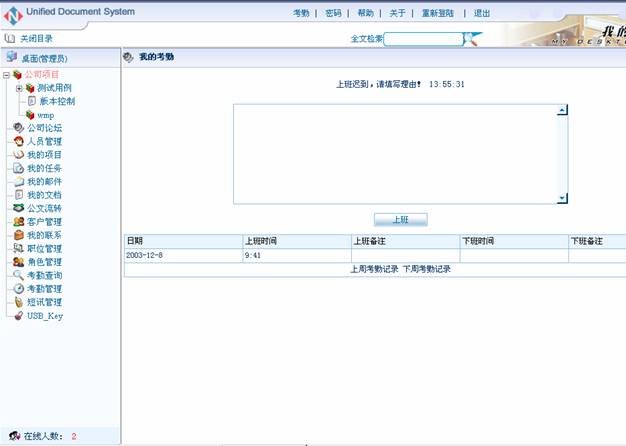 Unified Document System
考勤 | 密码 | 帮助 | 关于 | 重新登陆 | 退出
关闭目录
全文检索
我的
MY DESKT
桌面(管理员)
我的考勤
公司项目
测试用例
版本控制
wmp
公司论坛
人员管理
我的项目
我的任务
我的邮件
我的文档
公文流转
客户管理
我的联系
职位管理
角色管理
考勤查询
考勤管理
短讯管理
USB_Key
上班迟到，请填写理由！ 13:55:31
上班
日期 上班时间 上班备注 下班时间 下班备注
2003-12-8 9:41
上周考勤记录 下周考勤记录
在线人数： 2